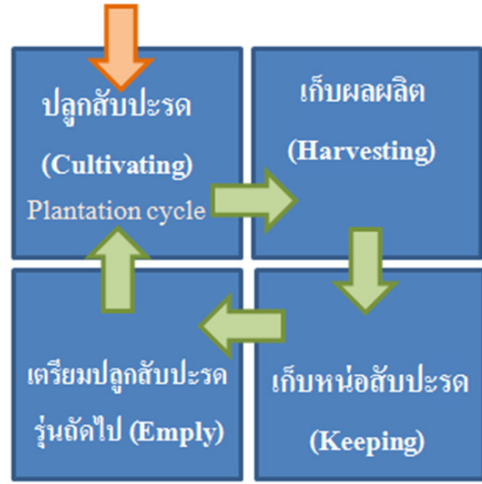 ปลูกสับปะรด
(Cultivating)
Plantation cycle
เก็บผลผลิต
(Harvesting)
เตรียมปลูกสับปะรด
รุ่นถัดไป (Emply)
เก็บหน่อสับปะรด
(Keeping)